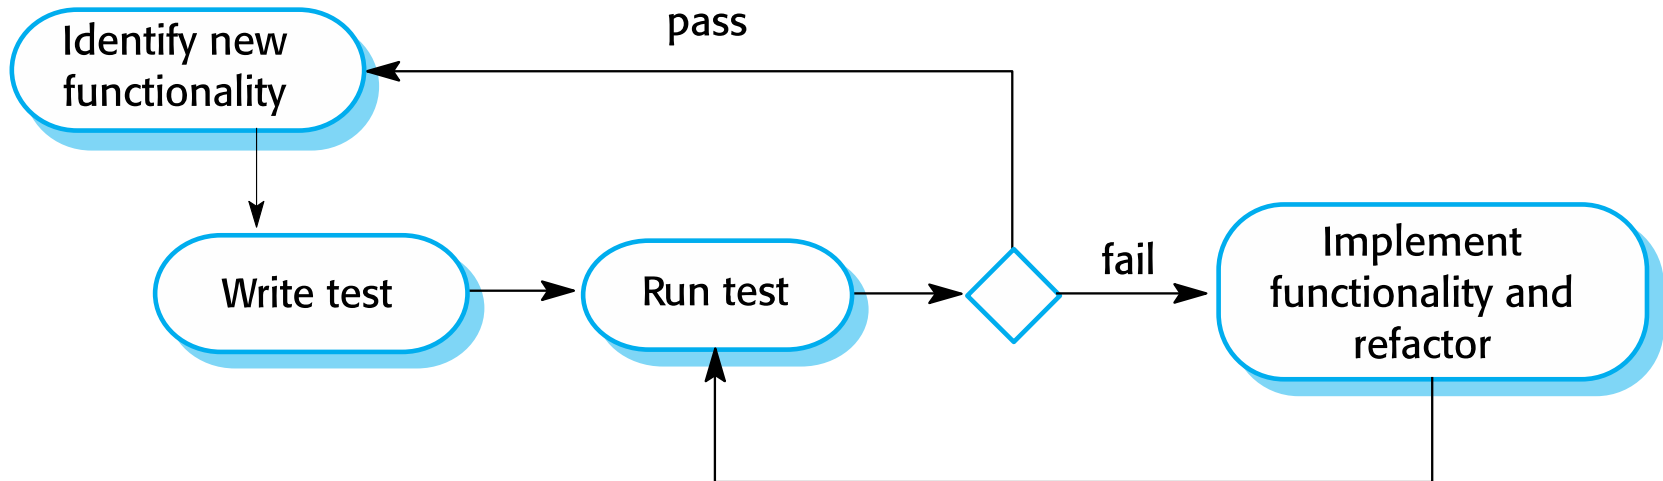 Identify new
functionality
pass
Write test
Run test
fail
Implement
functionality and
refactor